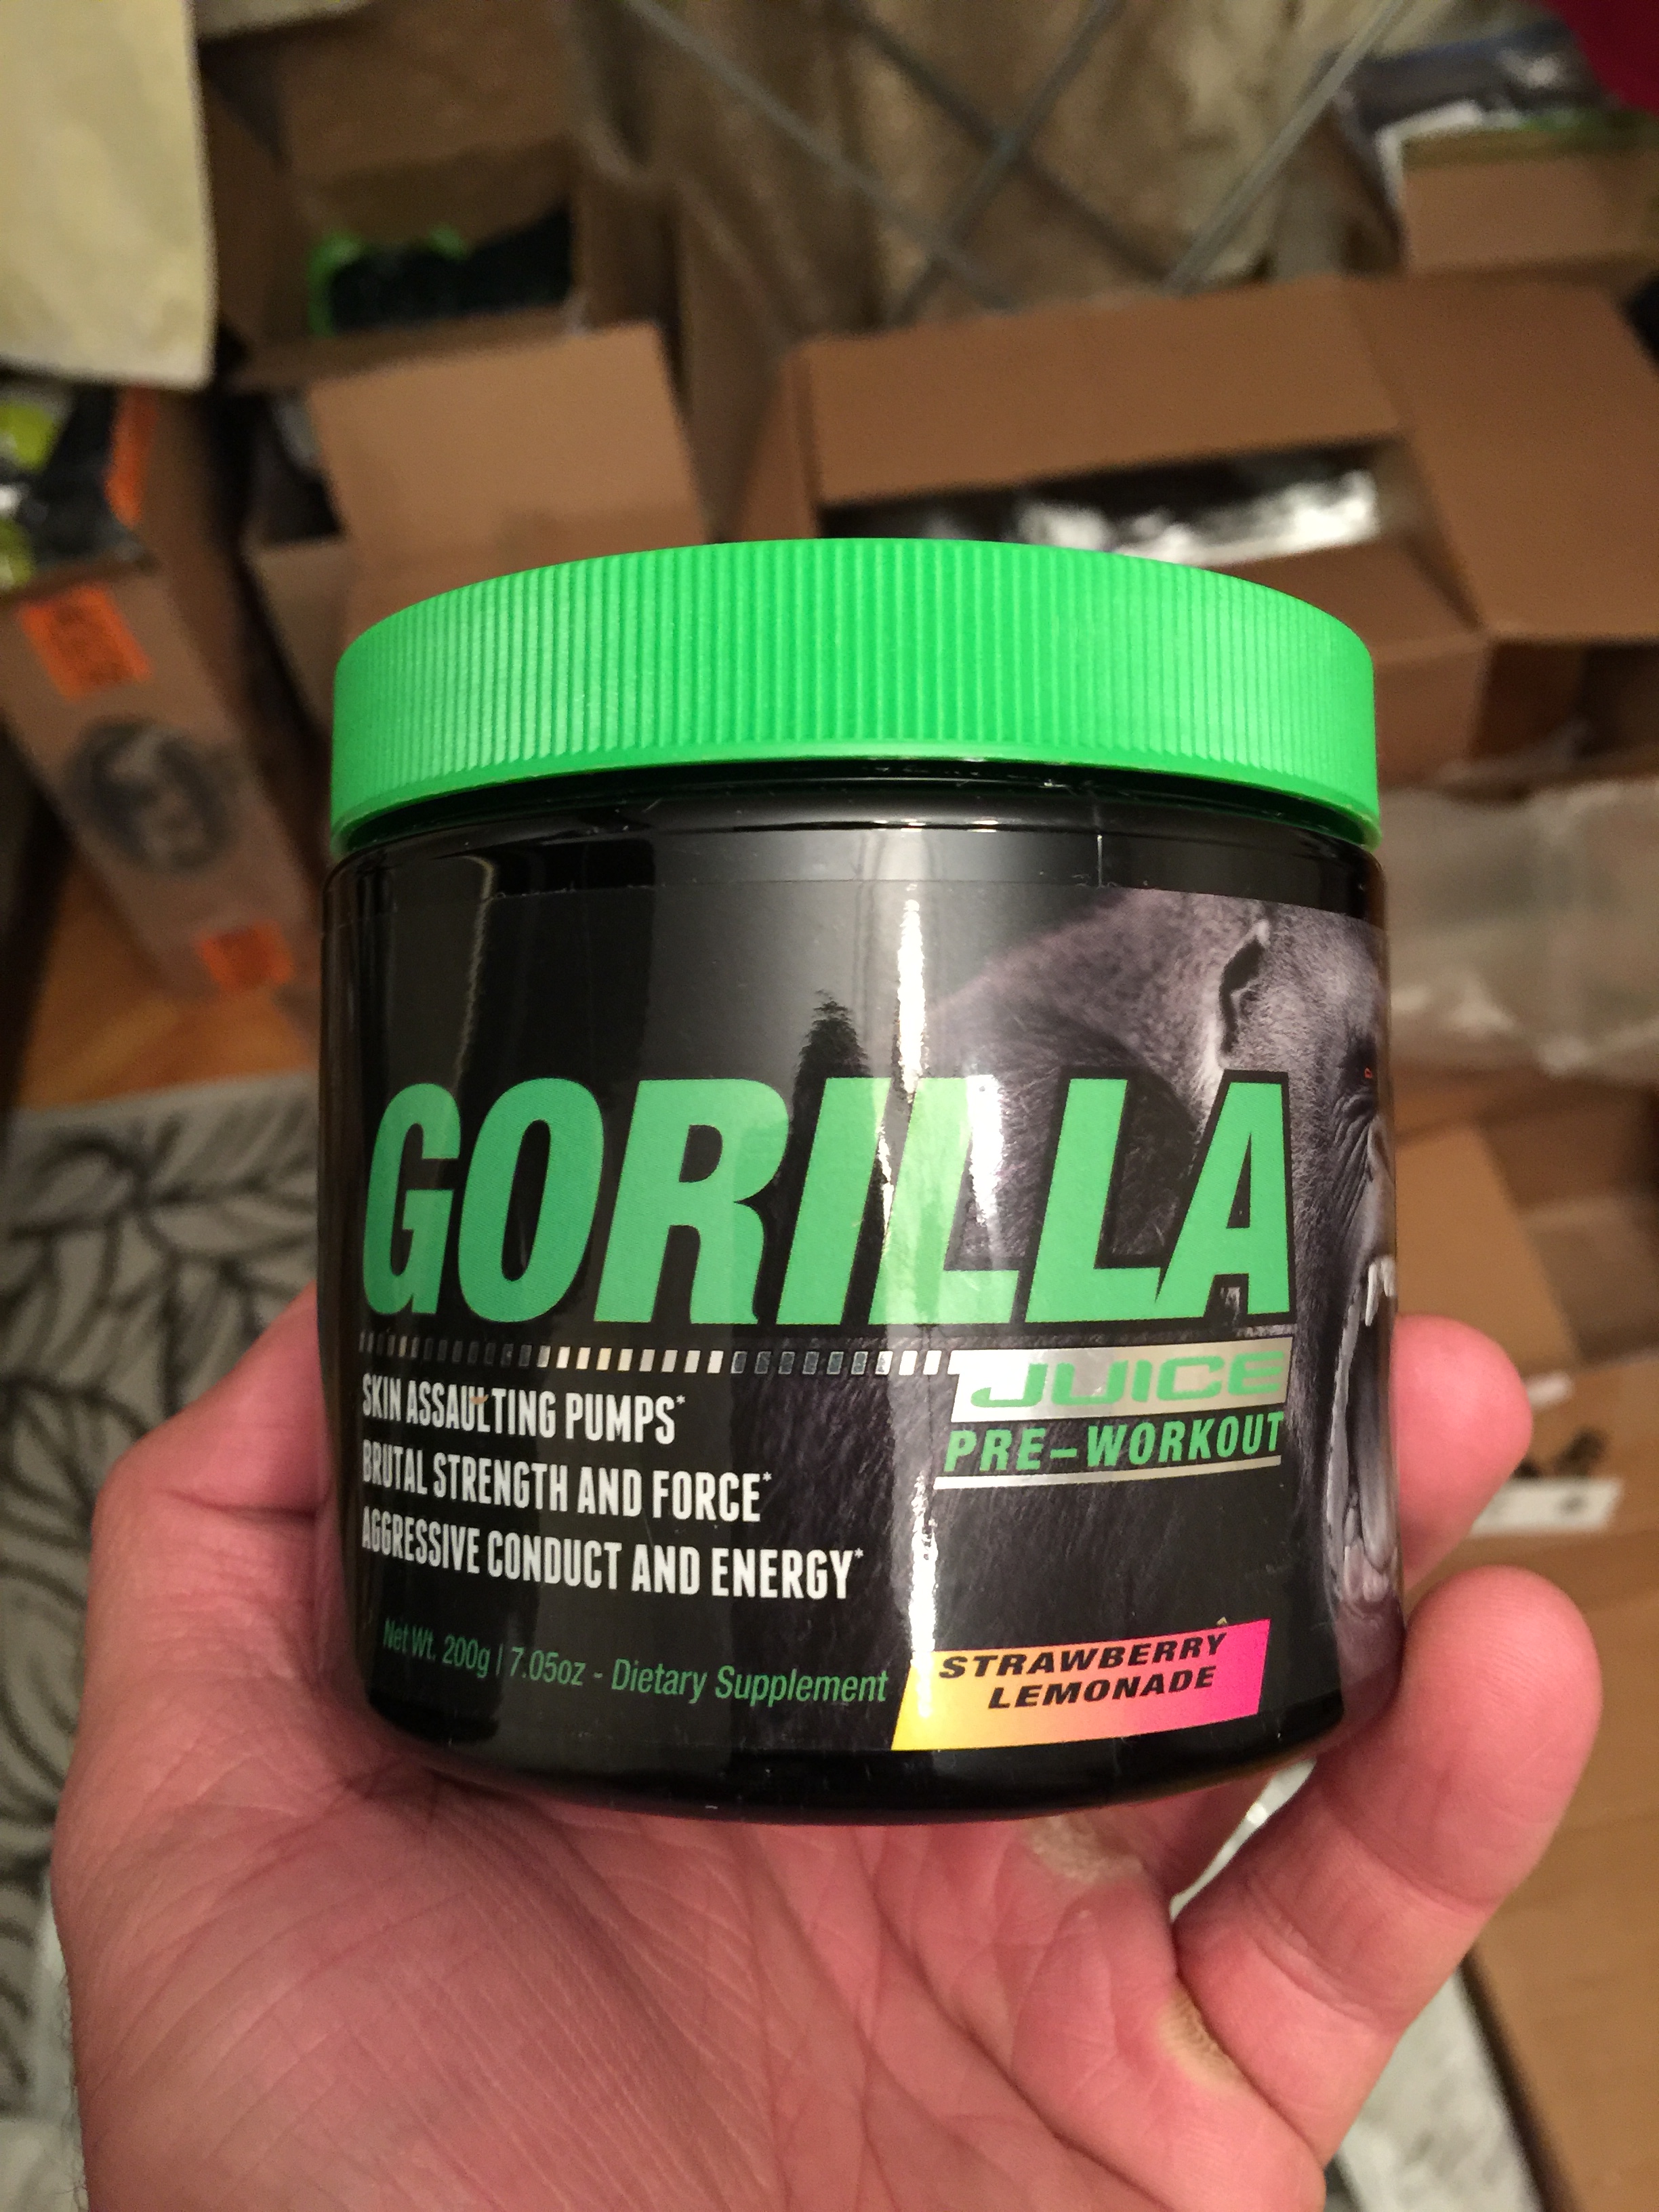 GORILLA
JUICE
PRE-WORKOUT
SKIN ASSAULTING PUMPS*
BRUTAL STRENGTH AND FORCE*
AGGRESSIVE CONDUCT AND ENERGY*
Net Wt. 200g | 7.05oz - Dietary Supplement
STRAWBERRY
LEMONADE